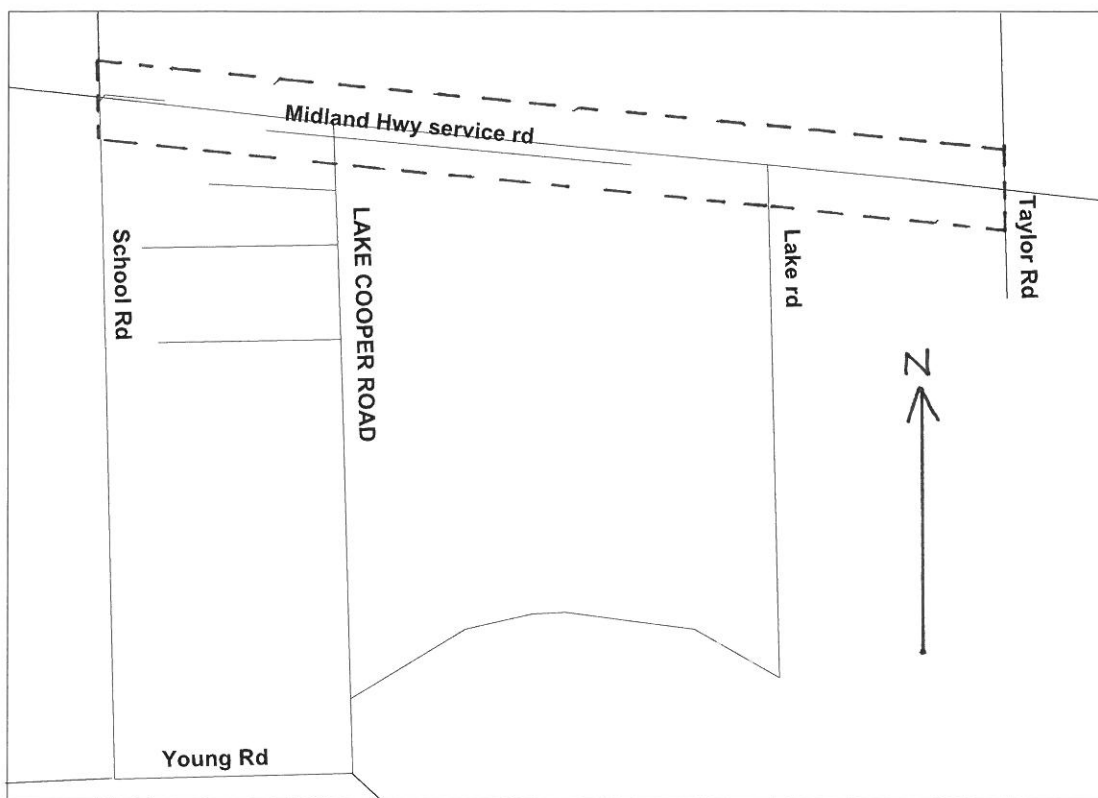 Midland Hwy service rd
School Rd
LAKE COOPER ROAD
Lake rd
Taylor Rd
N
Young Rd